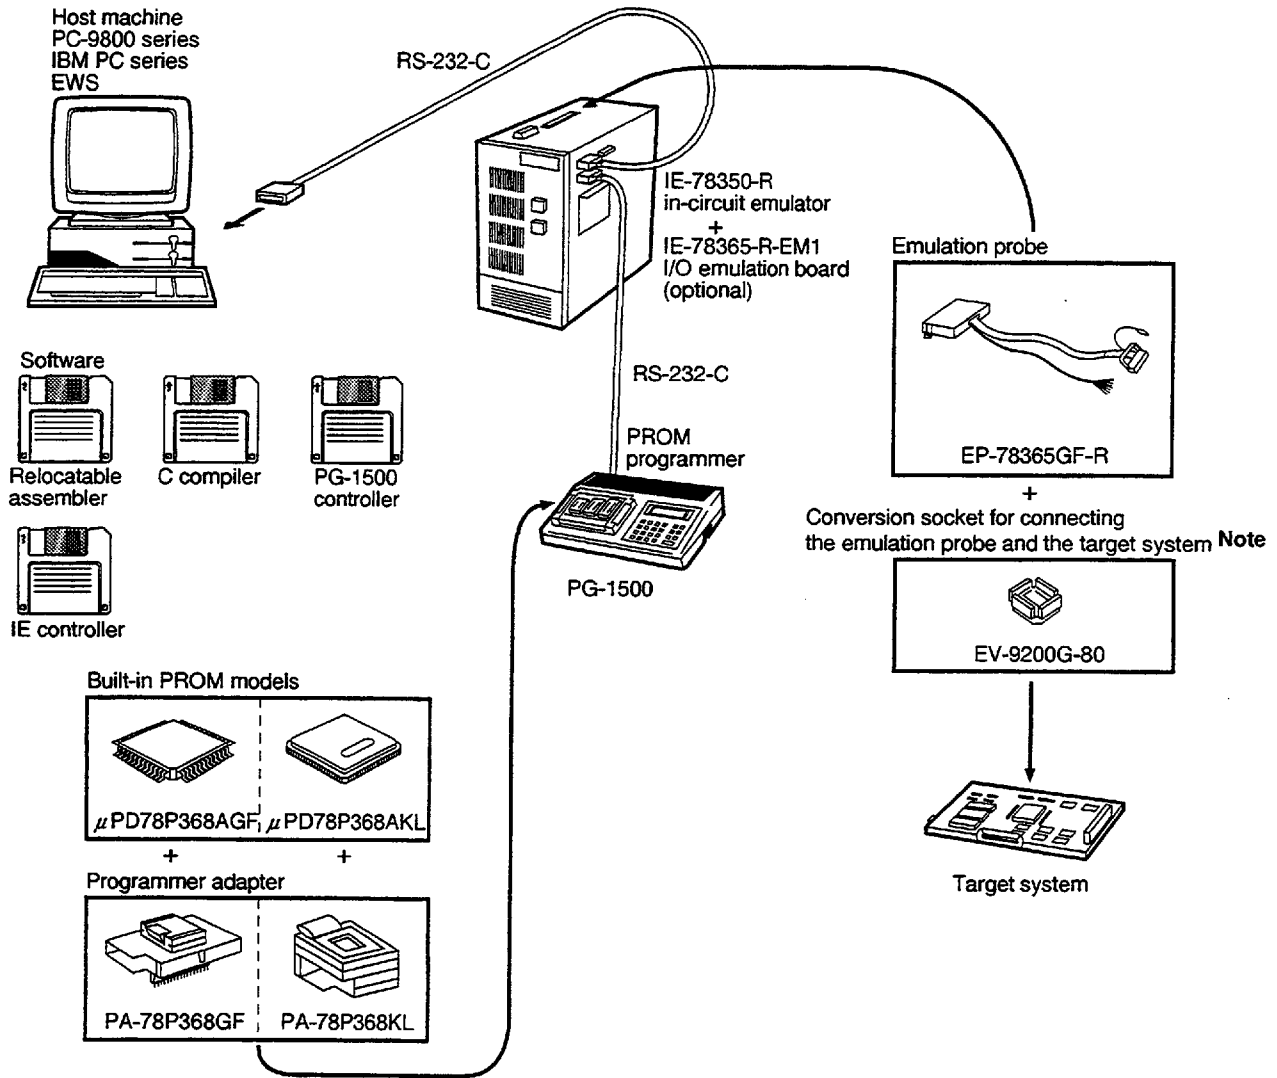 Host machine
PC-9800 series
IBM PC series
EWS
RS-232-C
IE-78350-R
in-circuit emulator
+
IE-78365-R-EM1
I/O emulation board
(optional)
Emulation probe
EP-78365GF-R
+
Conversion socket for connecting
the emulation probe and the target system Note
EV-9200G-80
Target system
RS-232-C
PROM
programmer
PG-1500
Software
Relocatable
assembler
C compiler
PG-1500
controller
IE controller
Built-in PROM models
μPD78P368AGF
μPD78P368AKL
+
+
Programmer adapter
PA-78P368GF
PA-78P368KL